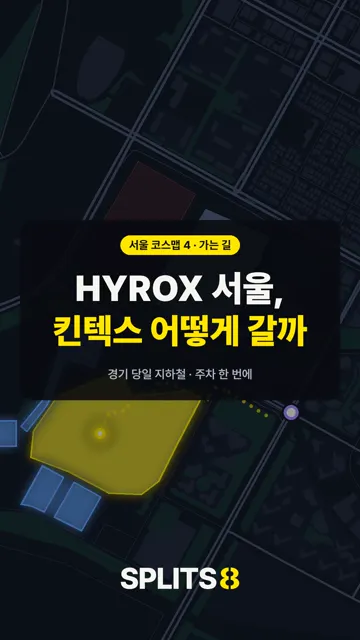 서울 코스맵 4 · 가는 길
HYROX 서울,
킨텍스 어떻게 갈까
경기 당일 지하철 · 주차 한 번에
SPLITS8